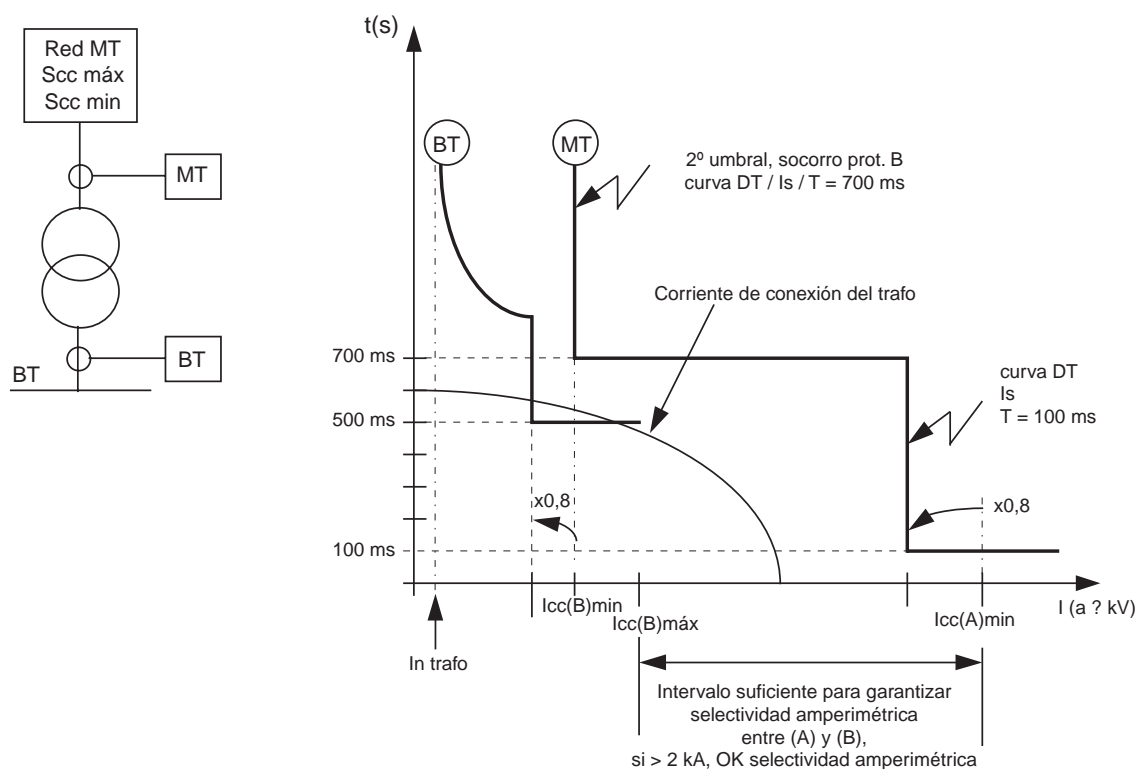 Red MT
Scc máx
Scc min
MT
BT
BT
t(s)
BT
MT
2º umbral, socorro prot. B
curva DT / Is / T = 700 ms
Corriente de conexión del trafo
700 ms
500 ms
100 ms
curva DT
Is
T = 100 ms
x0,8
x0,8
Icc(B)min
Icc(B)máx
Icc(A)min
I (a ? kV)
In trafo
Intervalo suficiente para garantizar
selectividad amperimétrica
entre (A) y (B),
si > 2 kA, OK selectividad amperimétrica